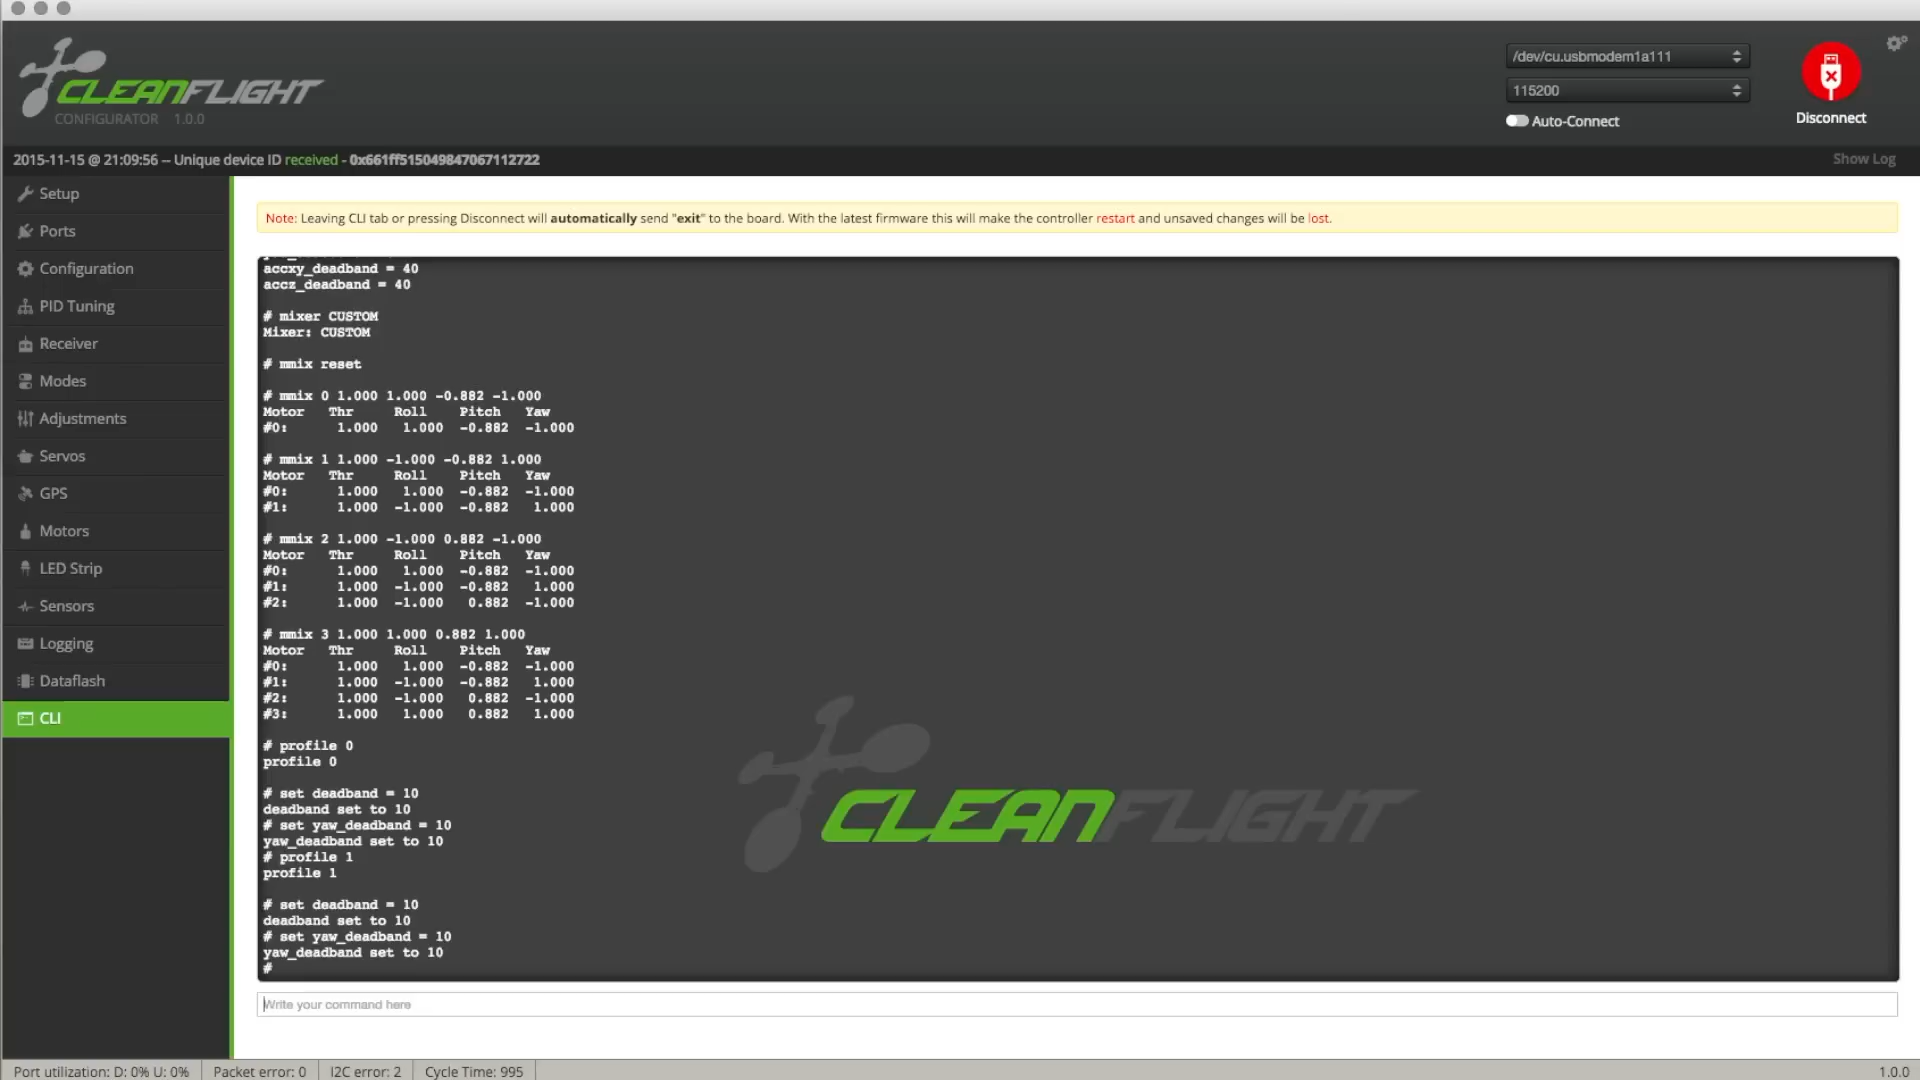 CLEANFLIGHT
CONFIGURATOR 1.0.0
/dev/cu.usbmodem1a111
115200
Auto-Connect
Disconnect
2015-11-15 @ 21:09:56 -- Unique device ID received - 0x661ff515049847067112722
Show Log
Setup
Ports
Configuration
PID Tuning
Receiver
Modes
Adjustments
Servos
GPS
Motors
LED Strip
Sensors
Logging
Dataflash
CLI
Note: Leaving CLI tab or pressing Disconnect will automatically send "exit" to the board. With the latest firmware this will make the controller restart and unsaved changes will be lost.
accxy_deadband = 40
accz_deadband = 40
# mixer CUSTOM
Mixer: CUSTOM
# mmix reset
# mmix 0 1.000 1.000 -0.882 -1.000
Motor Thr Roll Pitch Yaw
#0: 1.000 1.000 -0.882 -1.000
# mmix 1 1.000 -1.000 -0.882 1.000
Motor Thr Roll Pitch Yaw
#0: 1.000 1.000 -0.882 -1.000
#1: 1.000 -1.000 -0.882 1.000
# mmix 2 1.000 -1.000 0.882 -1.000
Motor Thr Roll Pitch Yaw
#0: 1.000 1.000 -0.882 -1.000
#1: 1.000 -1.000 -0.882 1.000
#2: 1.000 -1.000 0.882 -1.000
# mmix 3 1.000 1.000 0.882 1.000
Motor Thr Roll Pitch Yaw
#0: 1.000 1.000 -0.882 -1.000
#1: 1.000 -1.000 -0.882 1.000
#2: 1.000 -1.000 0.882 -1.000
#3: 1.000 1.000 0.882 1.000
# profile 0
profile 0
# set deadband = 10
deadband set to 10
# set yaw_deadband = 10
yaw_deadband set to 10
# profile 1
profile 1
# set deadband = 10
deadband set to 10
# set yaw_deadband = 10
yaw_deadband set to 10
#
CLEANFLIGHT
Write your command here
Port utilization: D: 0% U: 0%
Packet error: 0
I2C error: 2
Cycle Time: 995
1.0.0